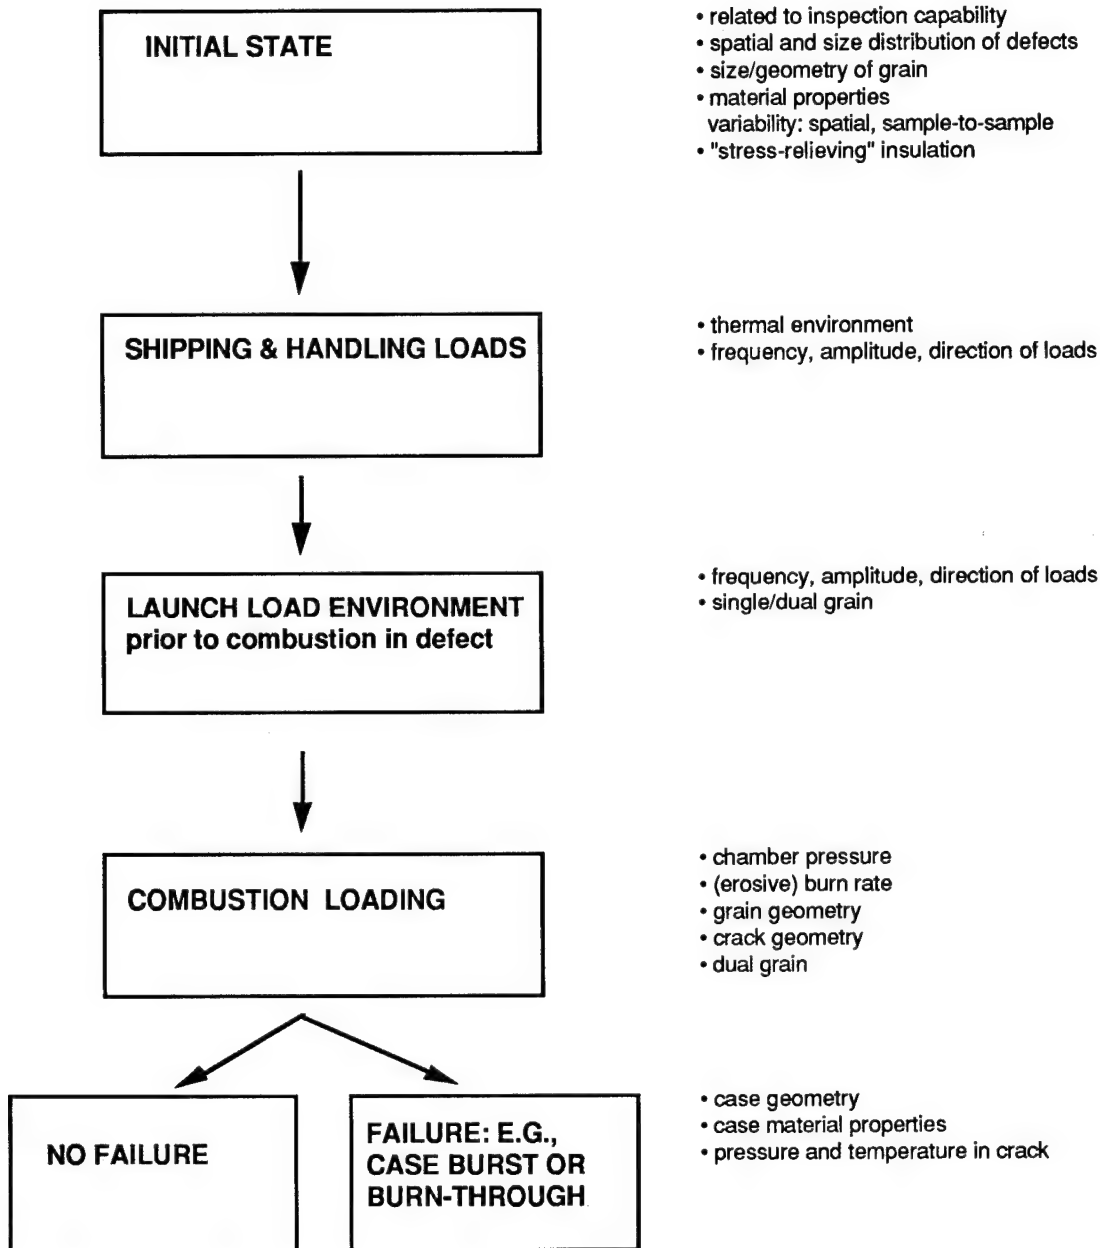 INITIAL STATE
• related to inspection capability
• spatial and size distribution of defects
• size/geometry of grain
• material properties
variability: spatial, sample-to-sample
• "stress-relieving" insulation
SHIPPING & HANDLING LOADS
• thermal environment
• frequency, amplitude, direction of loads
LAUNCH LOAD ENVIRONMENT
prior to combustion in defect
• frequency, amplitude, direction of loads
• single/dual grain
COMBUSTION LOADING
• chamber pressure
• (erosive) burn rate
• grain geometry
• crack geometry
• dual grain
NO FAILURE
FAILURE: E.G.,
CASE BURST OR
BURN-THROUGH
• case geometry
• case material properties
• pressure and temperature in crack